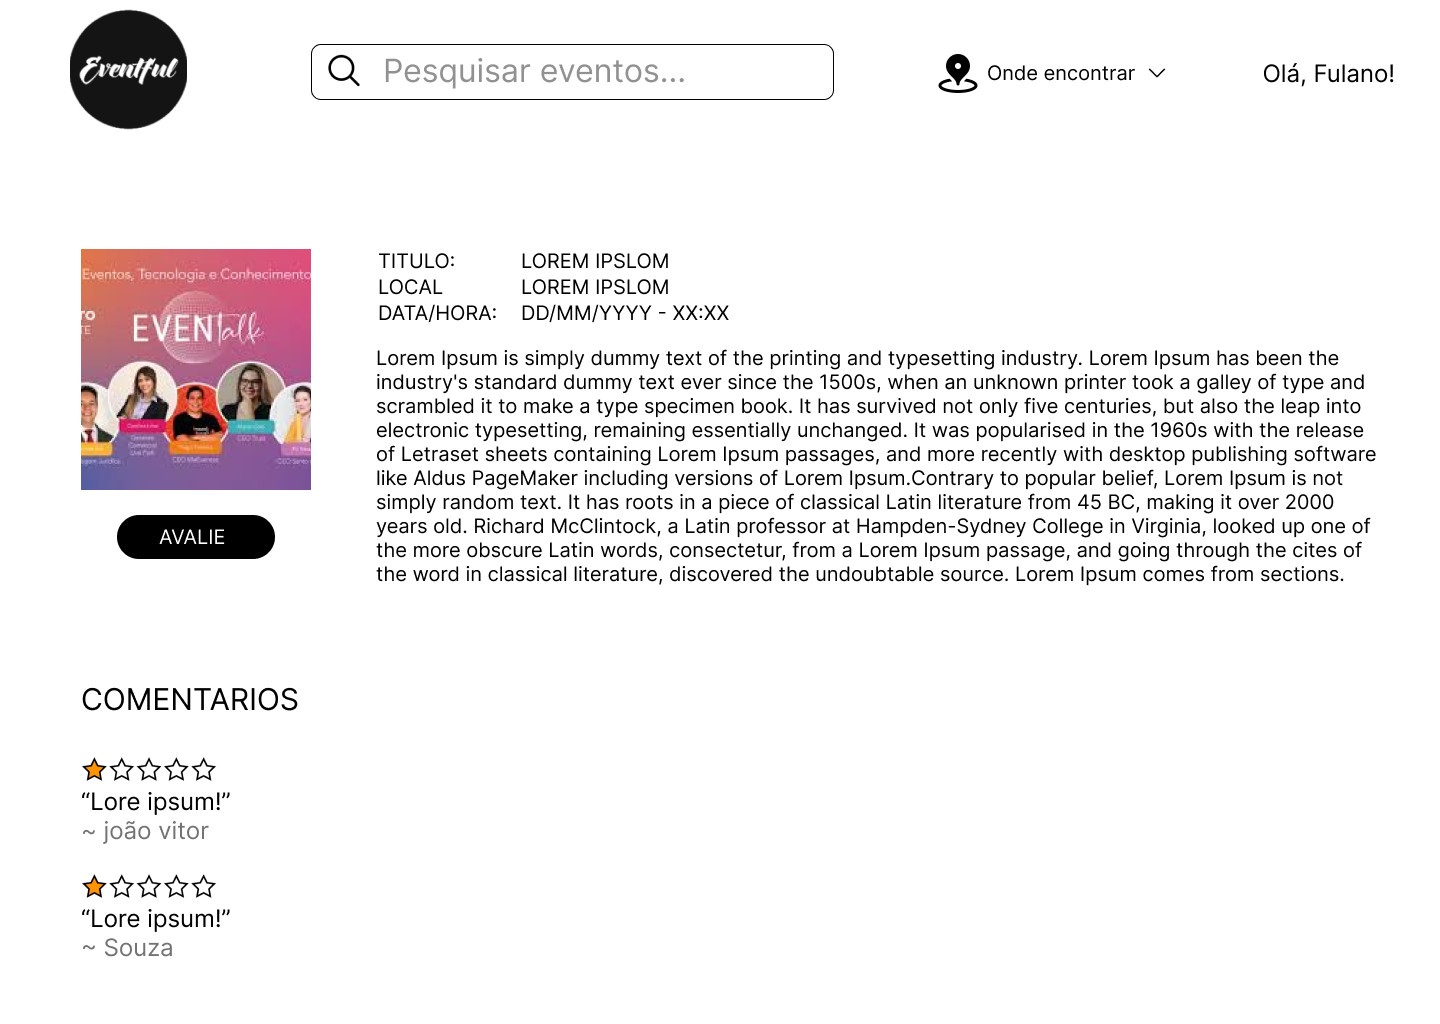 Eventful
Pesquisar eventos...
Onde encontrar
Olá, Fulano!
Eventos, Tecnologia e Conhecimento
ro
TE
EVENTalk
CEO MeEventos
CEO Trust
TITULO: LOREM IPSLOM
LOCAL LOREM IPSLOM
DATA/HORA: DD/MM/YYYY - XX:XX
Lorem Ipsum is simply dummy text of the printing and typesetting industry. Lorem Ipsum has been the
industry's standard dummy text ever since the 1500s, when an unknown printer took a galley of type and
scrambled it to make a type specimen book. It has survived not only five centuries, but also the leap into
electronic typesetting, remaining essentially unchanged. It was popularised in the 1960s with the release
of Letraset sheets containing Lorem Ipsum passages, and more recently with desktop publishing software
like Aldus PageMaker including versions of Lorem Ipsum.Contrary to popular belief, Lorem Ipsum is not
simply random text. It has roots in a piece of classical Latin literature from 45 BC, making it over 2000
years old. Richard McClintock, a Latin professor at Hampden-Sydney College in Virginia, looked up one of
the more obscure Latin words, consectetur, from a Lorem Ipsum passage, and going through the cites of
the word in classical literature, discovered the undoubtable source. Lorem Ipsum comes from sections.
AVALIE
COMENTARIOS
“Lore ipsum!”
~ joão vitor
“Lore ipsum!”
~ Souza